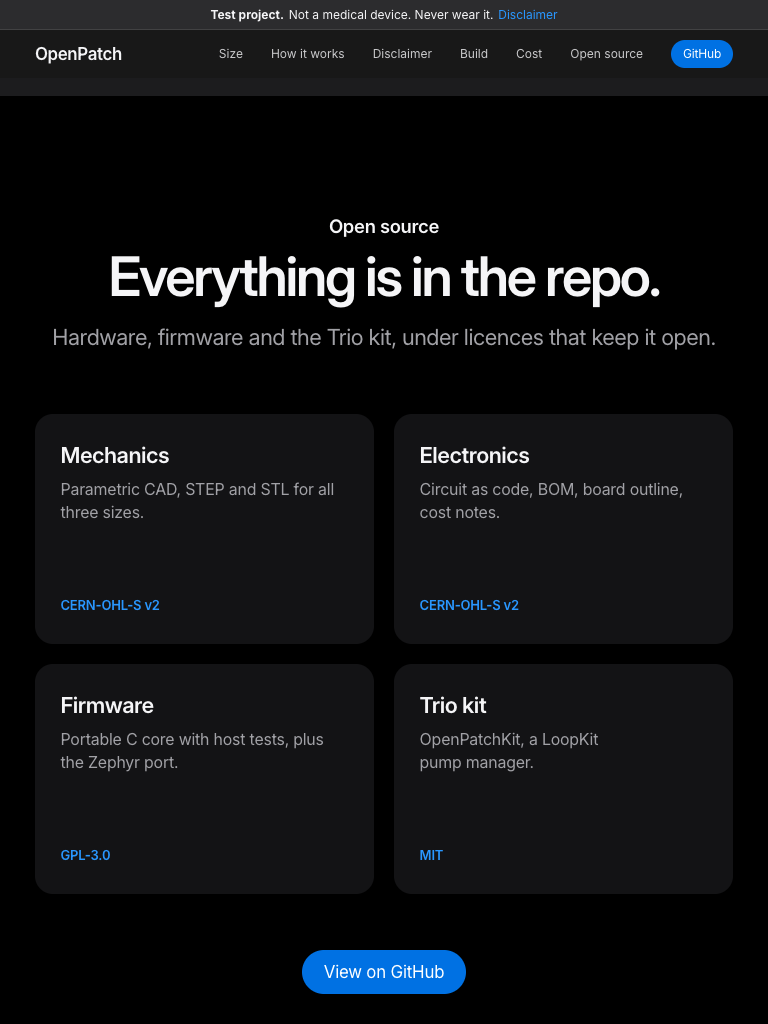 Test project. Not a medical device. Never wear it. Disclaimer
OpenPatch Size How it works Disclaimer Build Cost Open source GitHub
Open source
Everything is in the repo.
Hardware, firmware and the Trio kit, under licences that keep it open.
Mechanics
Parametric CAD, STEP and STL for all
three sizes.
CERN-OHL-S v2
Electronics
Circuit as code, BOM, board outline,
cost notes.
CERN-OHL-S v2
Firmware
Portable C core with host tests, plus
the Zephyr port.
GPL-3.0
Trio kit
OpenPatchKit, a LoopKit
pump manager.
MIT
View on GitHub